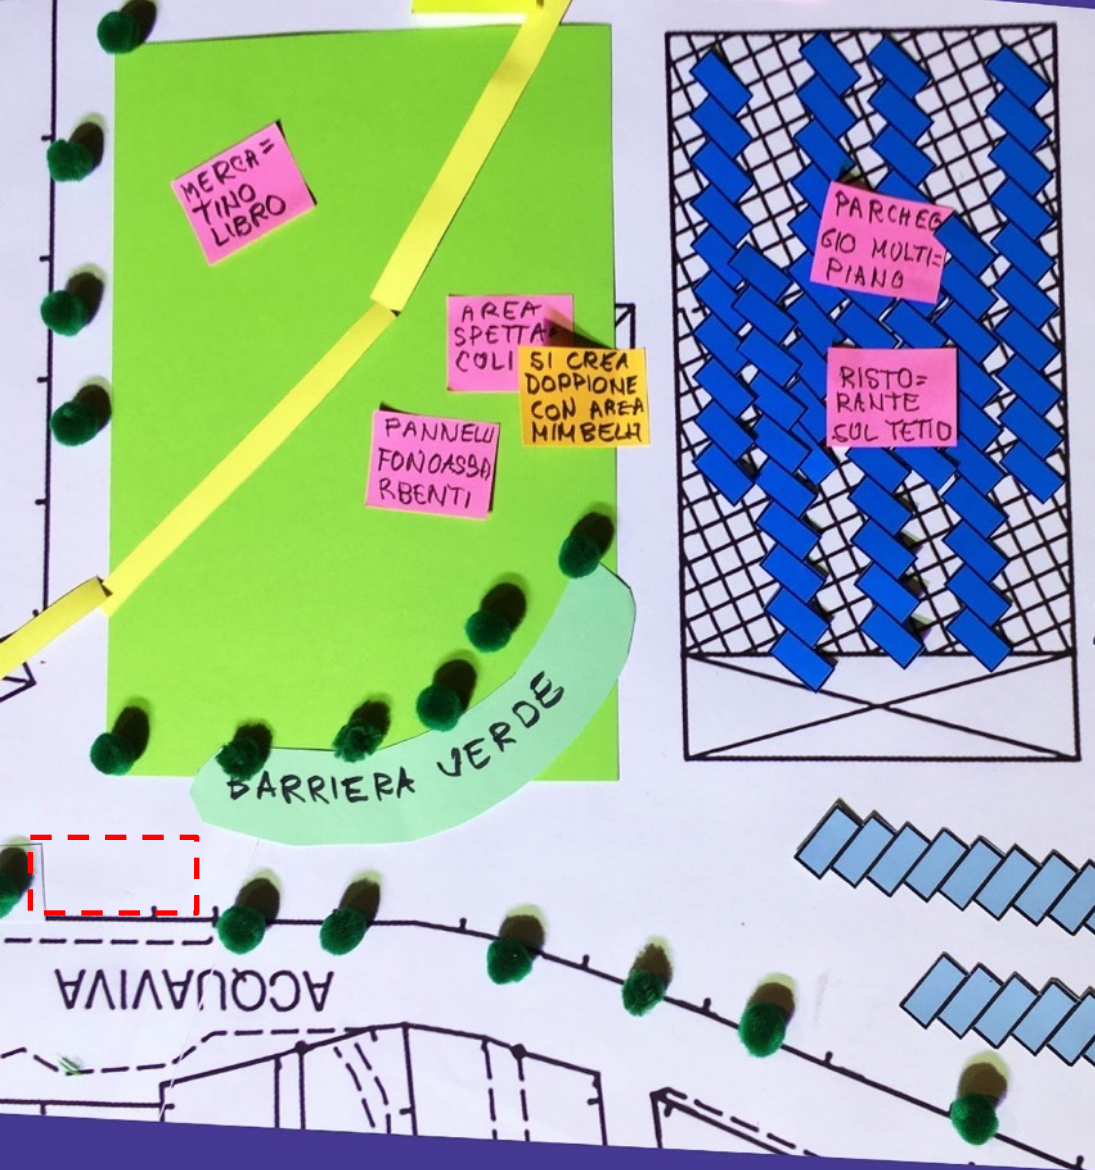 MERCA=
TINO
LIBRO
PARCHEG
GIO MULTI=
PIANO
AREA
SPETTA=
COLI
SI CREA
DOPPIONE
CON AREA
MIMBELLI
RISTO=
RANTE
SUL TETTO
PANNELLI
FONOASSO
RBENTI
BARRIERA VERDE
ACQUAVIVA